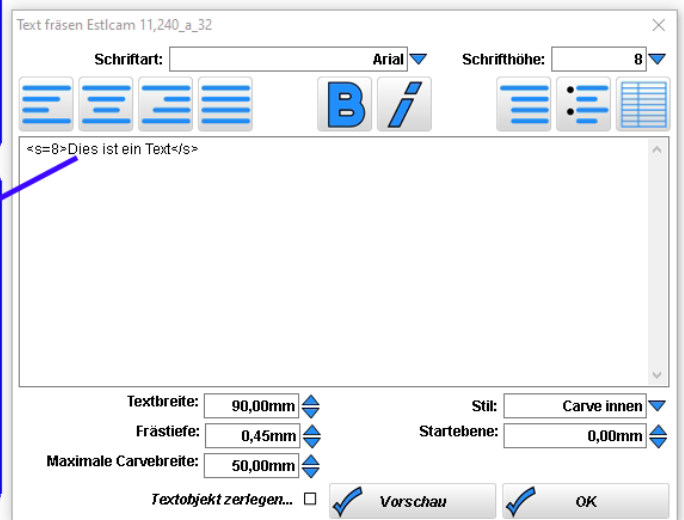 Text fräsen Estlcam 11,240_a_32
Schriftart: Arial Schrifthöhe: 8
B i
<s=8>Dies ist ein Text</s>
Textbreite: 90,00mm Stil: Carve innen
Frästiefe: 0,45mm Startebene: 0,00mm
Maximale Carvebreite: 50,00mm
Textobjekt zerlegen... Vorschau OK